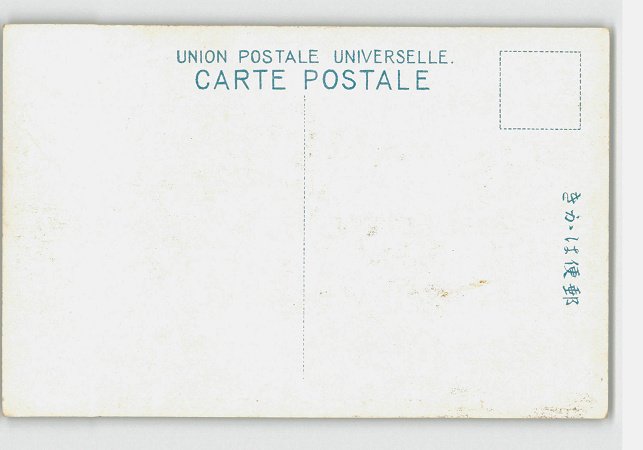 UNION POSTALE UNIVERSELLE.
CARTE POSTALE
郵便はがき